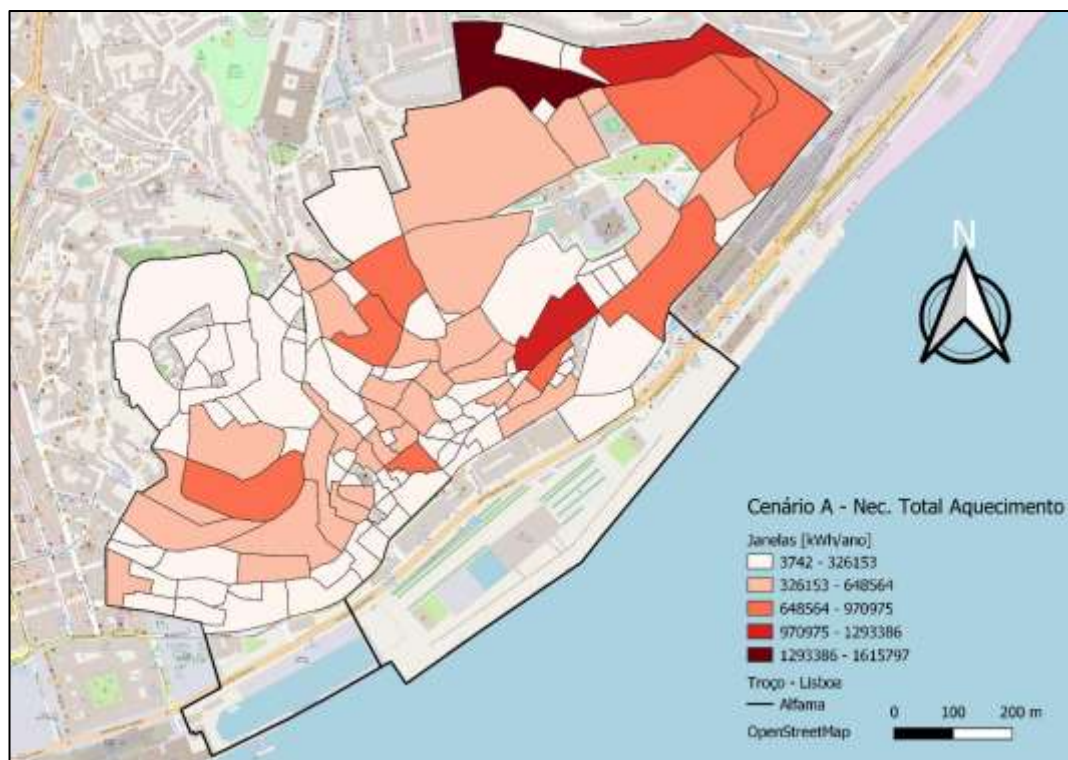 N
Cenário A - Nec. Total Aquecimento
Janelas [kWh/ano]
3742 - 326153
326153 - 648564
648564 - 970975
970975 - 1293386
1293386 - 1615797
Troço - Lisboa
Alfama
OpenStreetMap
0 100 200 m